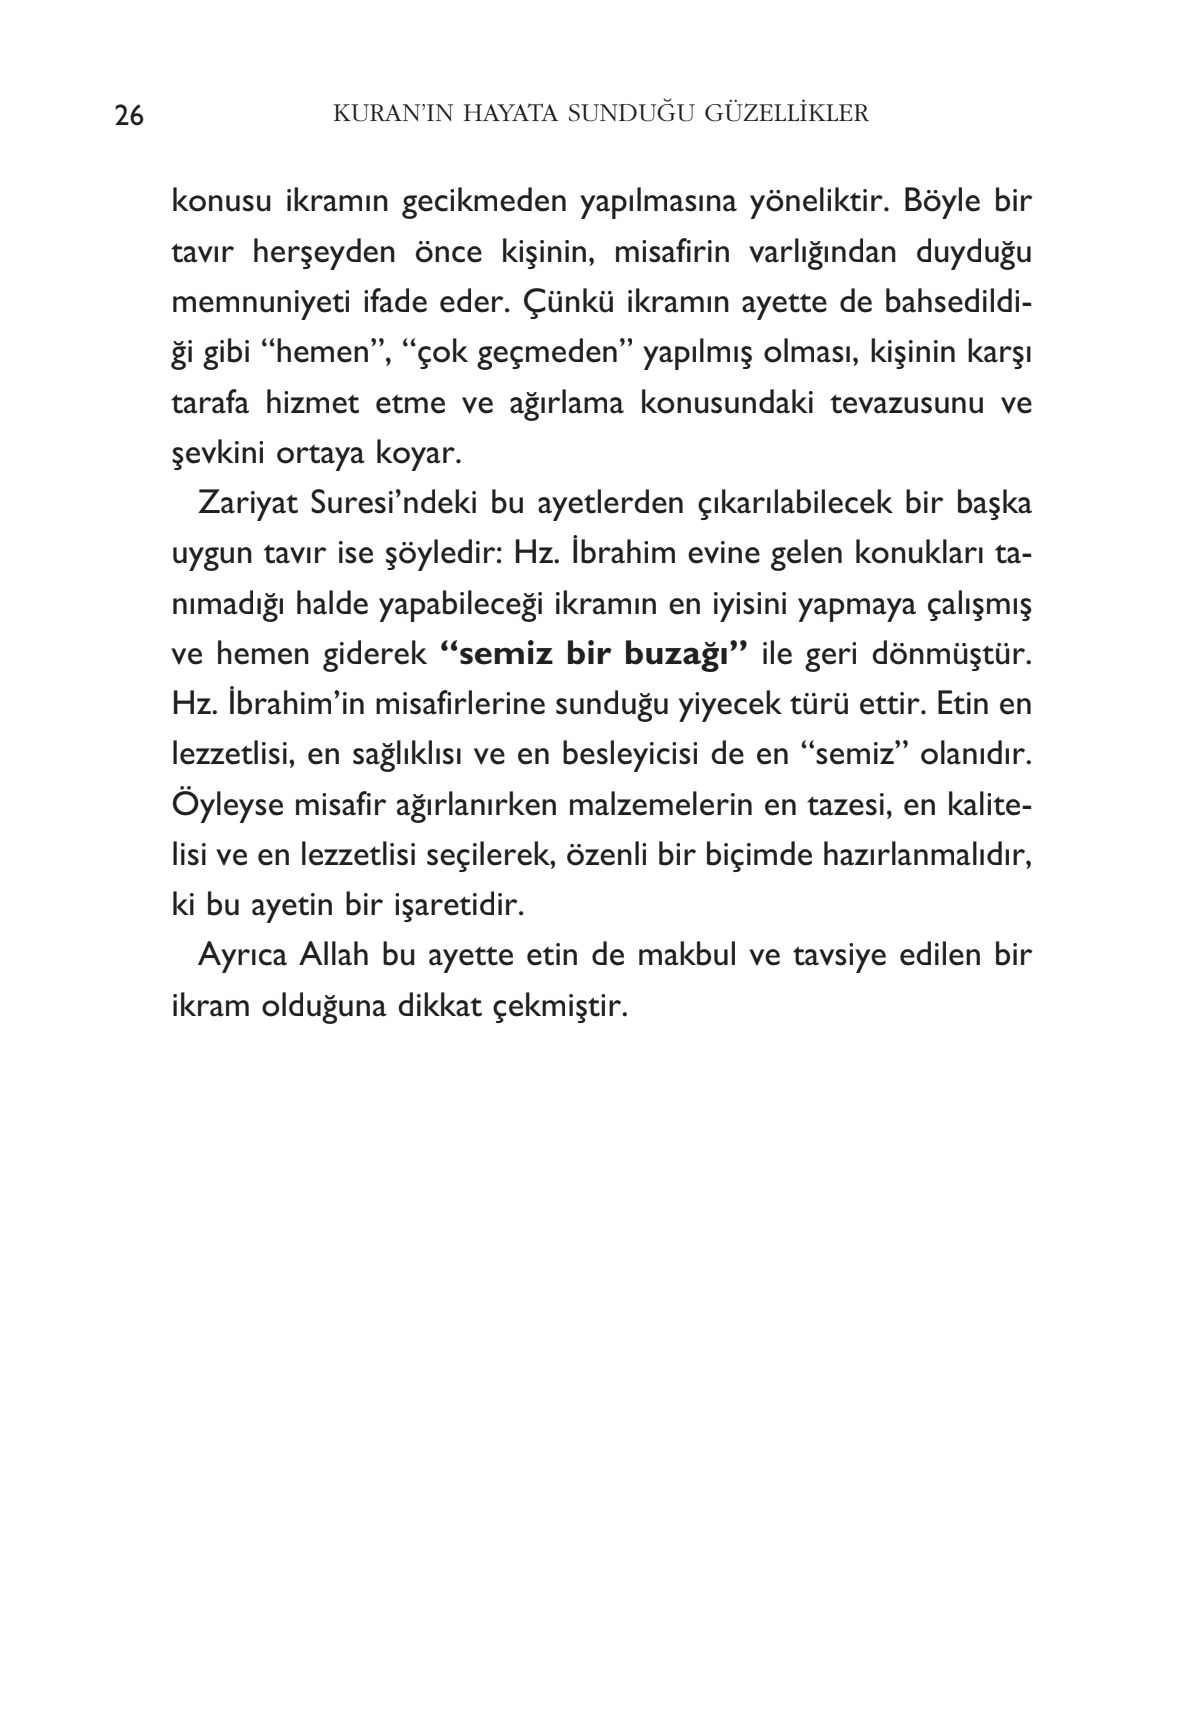 26
KURAN’IN HAYATA SUNDUĞU GÜZELLİKLER
konusu ikramın gecikmeden yapılmasına yöneliktir. Böyle bir
tavır herşeyden önce kişinin, misafirin varlığından duyduğu
memnuniyeti ifade eder. Çünkü ikramın ayette de bahsedildi-
ği gibi “hemen”, “çok geçmeden” yapılmış olması, kişinin karşı
tarafa hizmet etme ve ağırlama konusundaki tevazusunu ve
şevkini ortaya koyar.
Zariyat Suresi’ndeki bu ayetlerden çıkarılabilecek bir başka
uygun tavır ise şöyledir: Hz. İbrahim evine gelen konukları ta-
nımadığı halde yapabileceği ikramın en iyisini yapmaya çalışmış
ve hemen giderek “semiz bir buzağı” ile geri dönmüştür.
Hz. İbrahim’in misafirlerine sunduğu yiyecek türü ettir. Etin en
lezzetlisi, en sağlıklısı ve en besleyicisi de en “semiz” olanıdır.
Öyleyse misafir ağırlanırken malzemelerin en tazesi, en kalite-
lisi ve en lezzetlisi seçilerek, özenli bir biçimde hazırlanmalıdır,
ki bu ayetin bir işaretidir.
Ayrıca Allah bu ayette etin de makbul ve tavsiye edilen bir
ikram olduğuna dikkat çekmiştir.